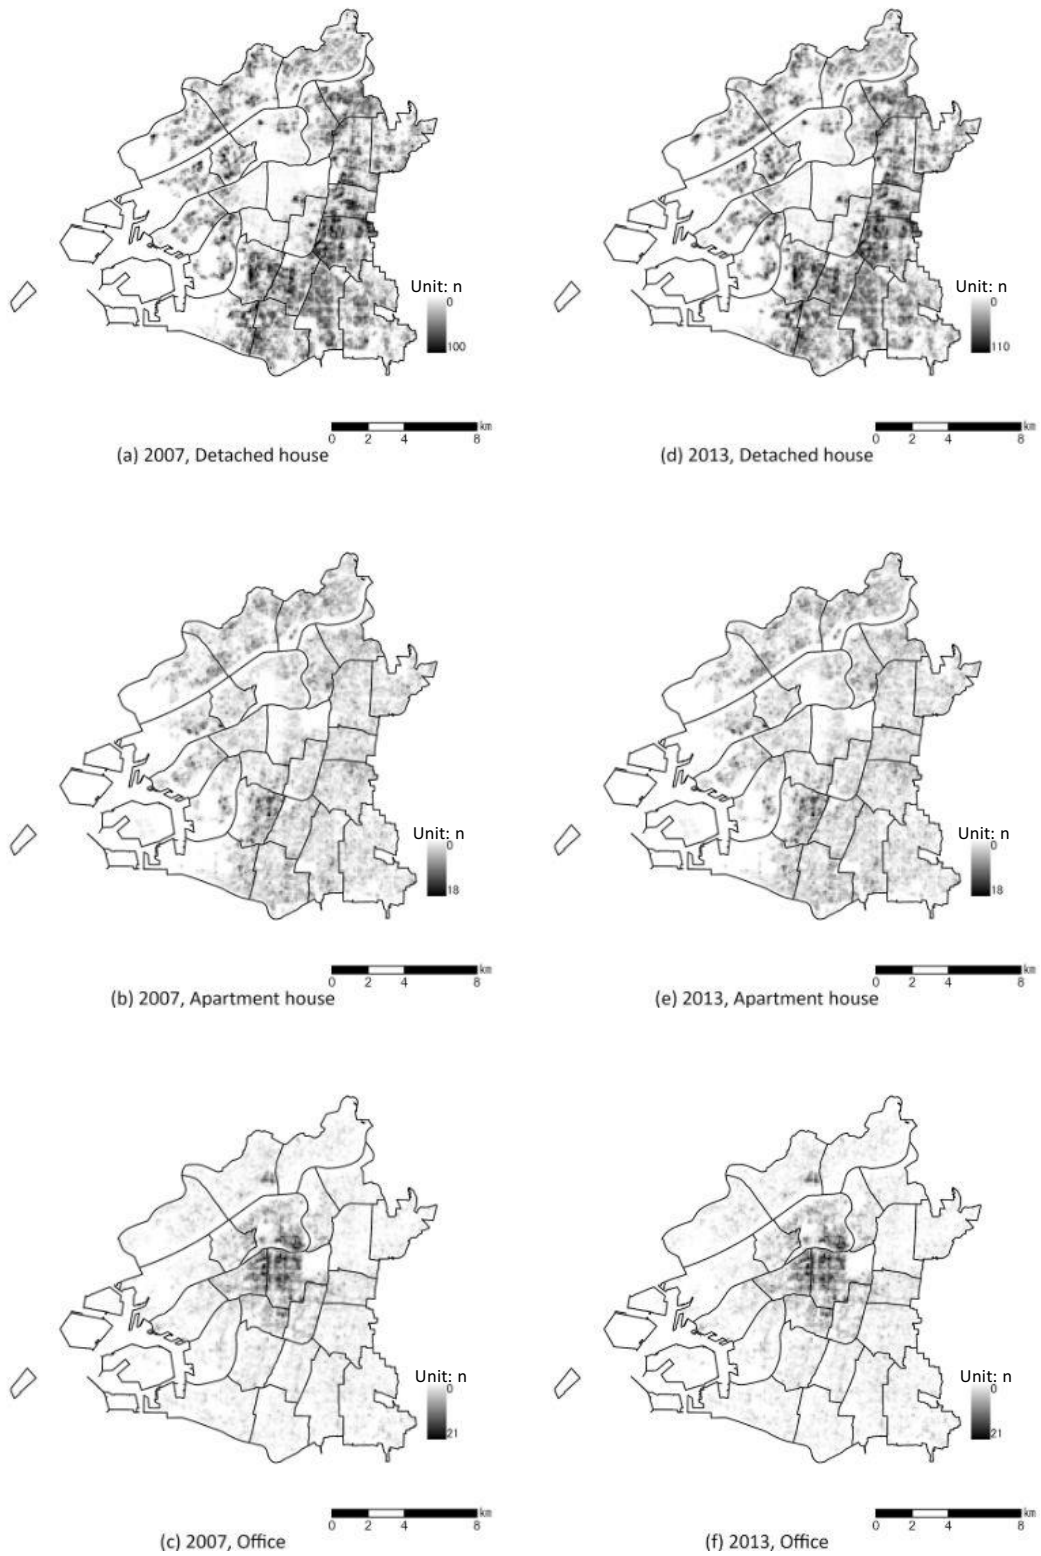 Unit: n
0
100
km
0 2 4 8
(a) 2007, Detached house
Unit: n
0
110
km
0 2 4 8
(d) 2013, Detached house
Unit: n
0
18
km
0 2 4 8
(b) 2007, Apartment house
Unit: n
0
18
km
0 2 4 8
(e) 2013, Apartment house
Unit: n
0
21
km
0 2 4 8
(c) 2007, Office
Unit: n
0
21
km
0 2 4 8
(f) 2013, Office